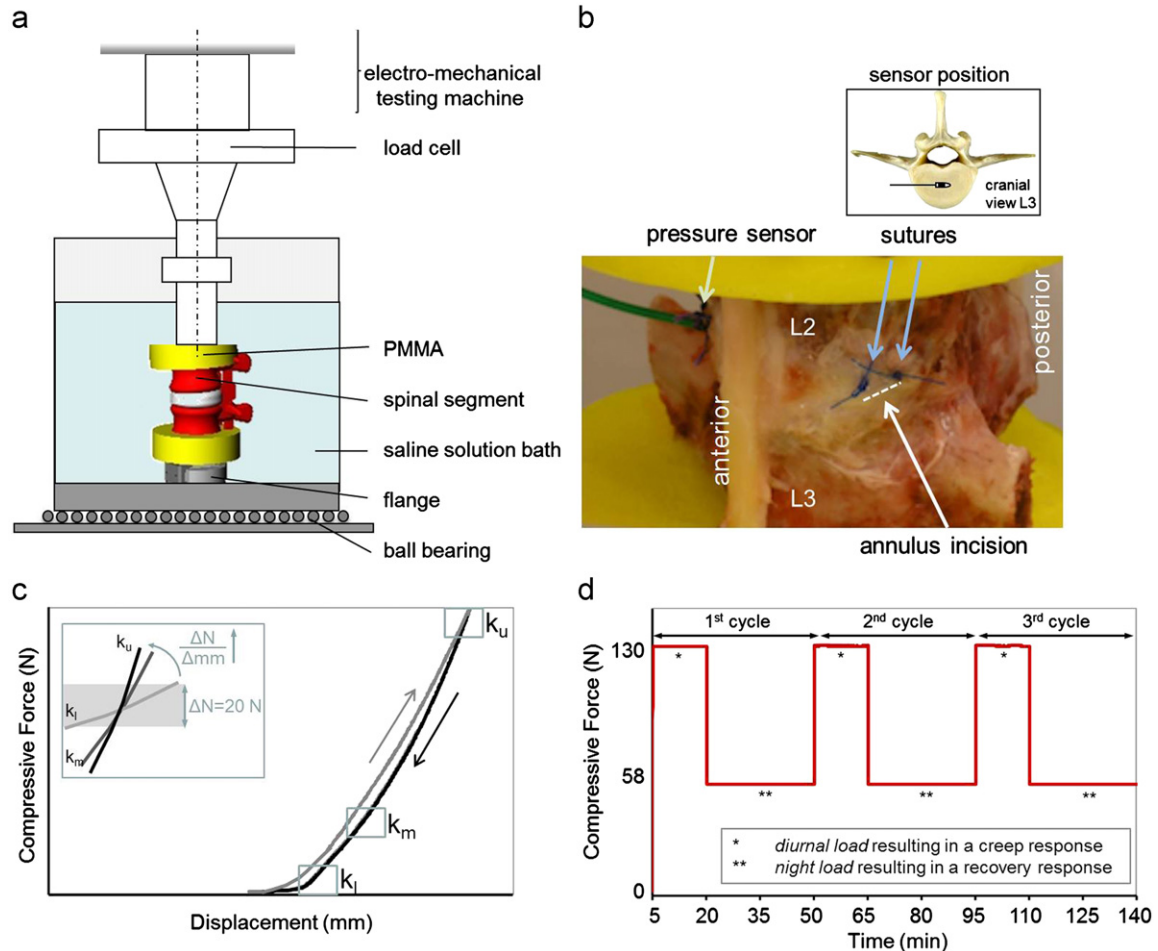 a
electro-mechanical
testing machine
load cell
PMMA
spinal segment
saline solution bath
flange
ball bearing
b
sensor position
cranial
view L3
pressure sensor
sutures
L2
posterior
anterior
L3
annulus incision
c
Compressive Force (N)
kᵤ
ΔN
Δmm
ΔN=20 N
kₗ
kₘ
kᵤ
kₘ
kₗ
Displacement (mm)
d
Compressive Force (N)
1ˢᵗ cycle 2ⁿᵈ cycle 3ʳᵈ cycle
130
* * *
58
** ** **
* diurnal load resulting in a creep response
** night load resulting in a recovery response
0
5 20 35 50 65 80 95 110 125 140
Time (min)